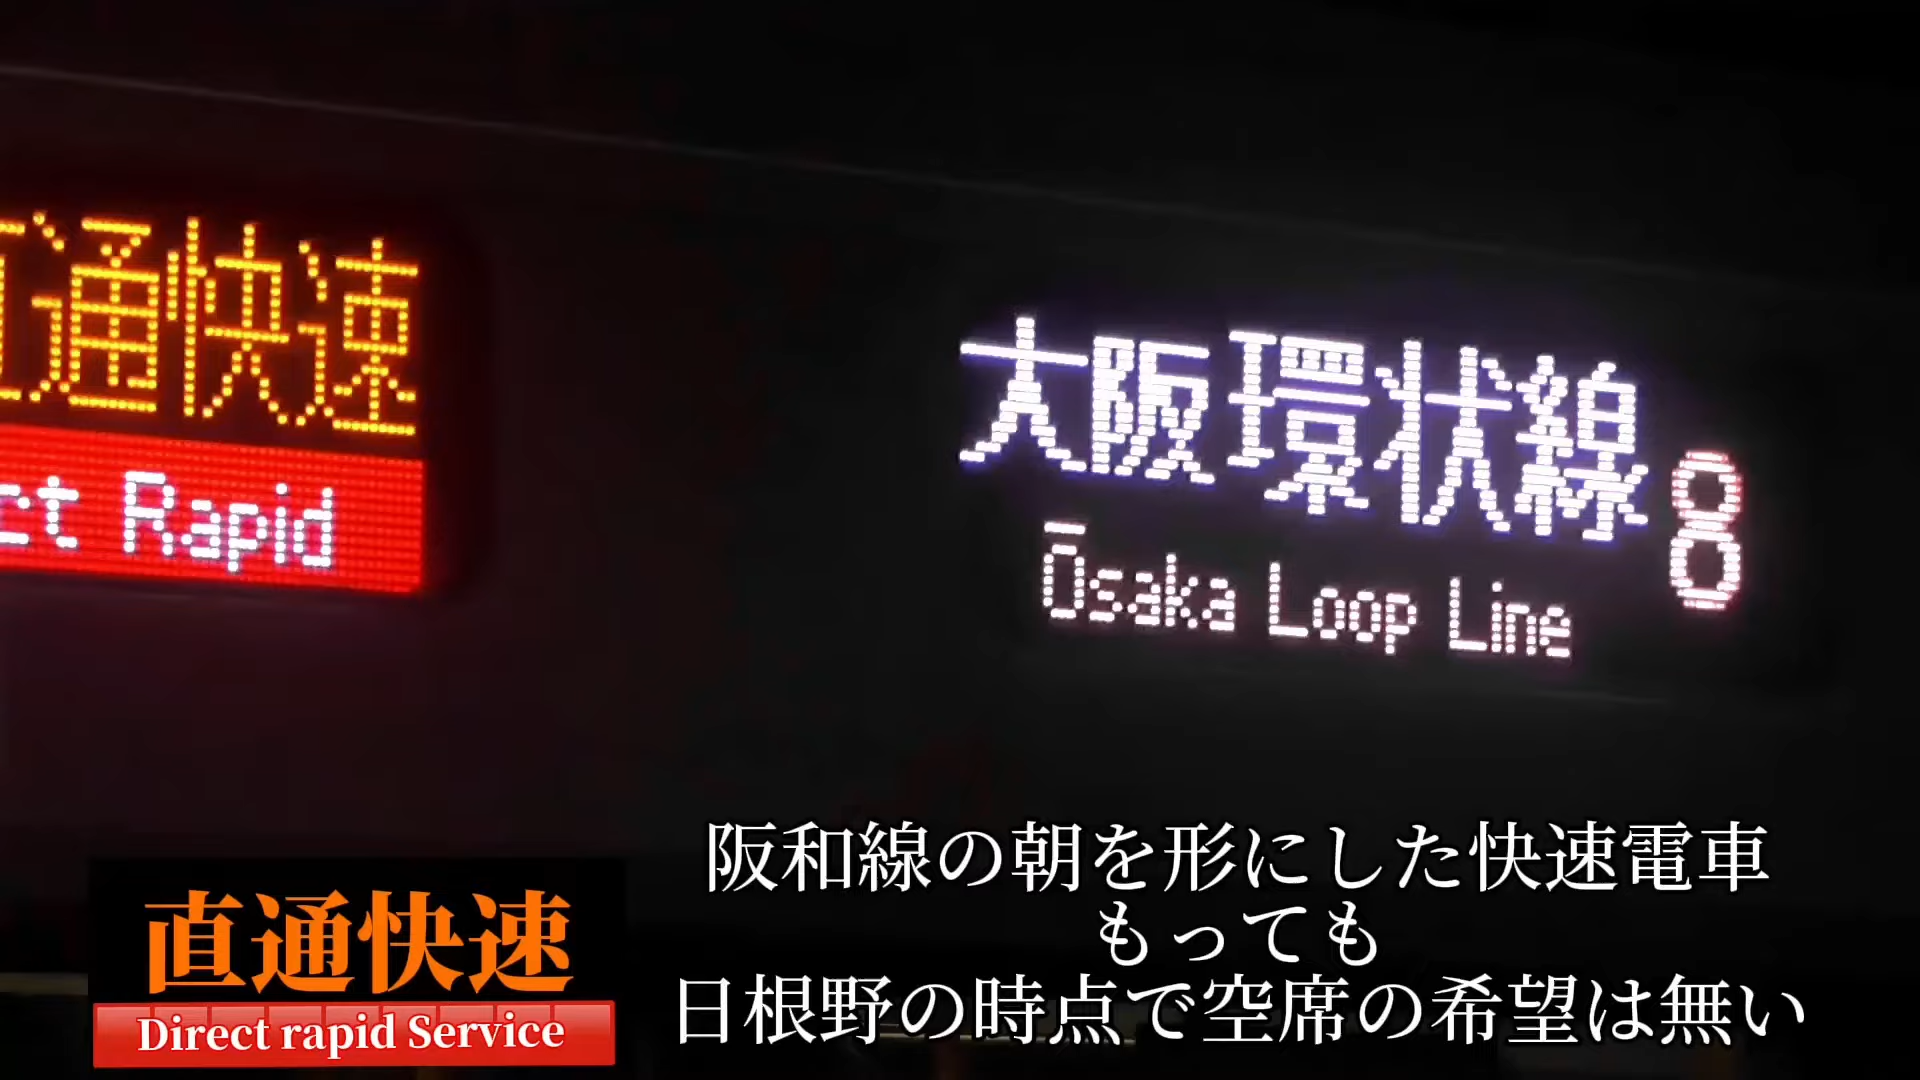 通快速
ct Rapid
大阪環状線 8
Ōsaka Loop Line
直通快速
Direct rapid Service
阪和線の朝を形にした快速電車
もっても
日根野の時点で空席の希望は無い